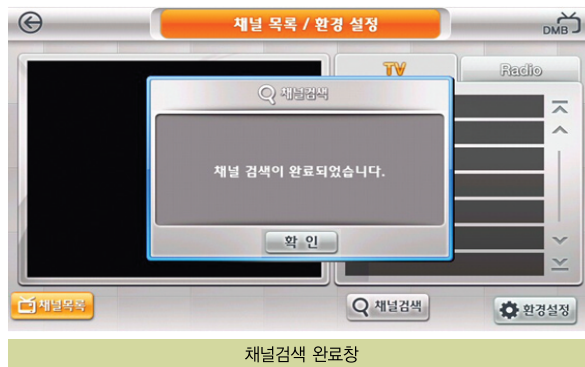 채널 목록 / 환경 설정
DMB
TV
Radio
채널검색
채널 검색이 완료되었습니다.
확 인
채널목록
채널검색
환경설정
채널검색 완료창